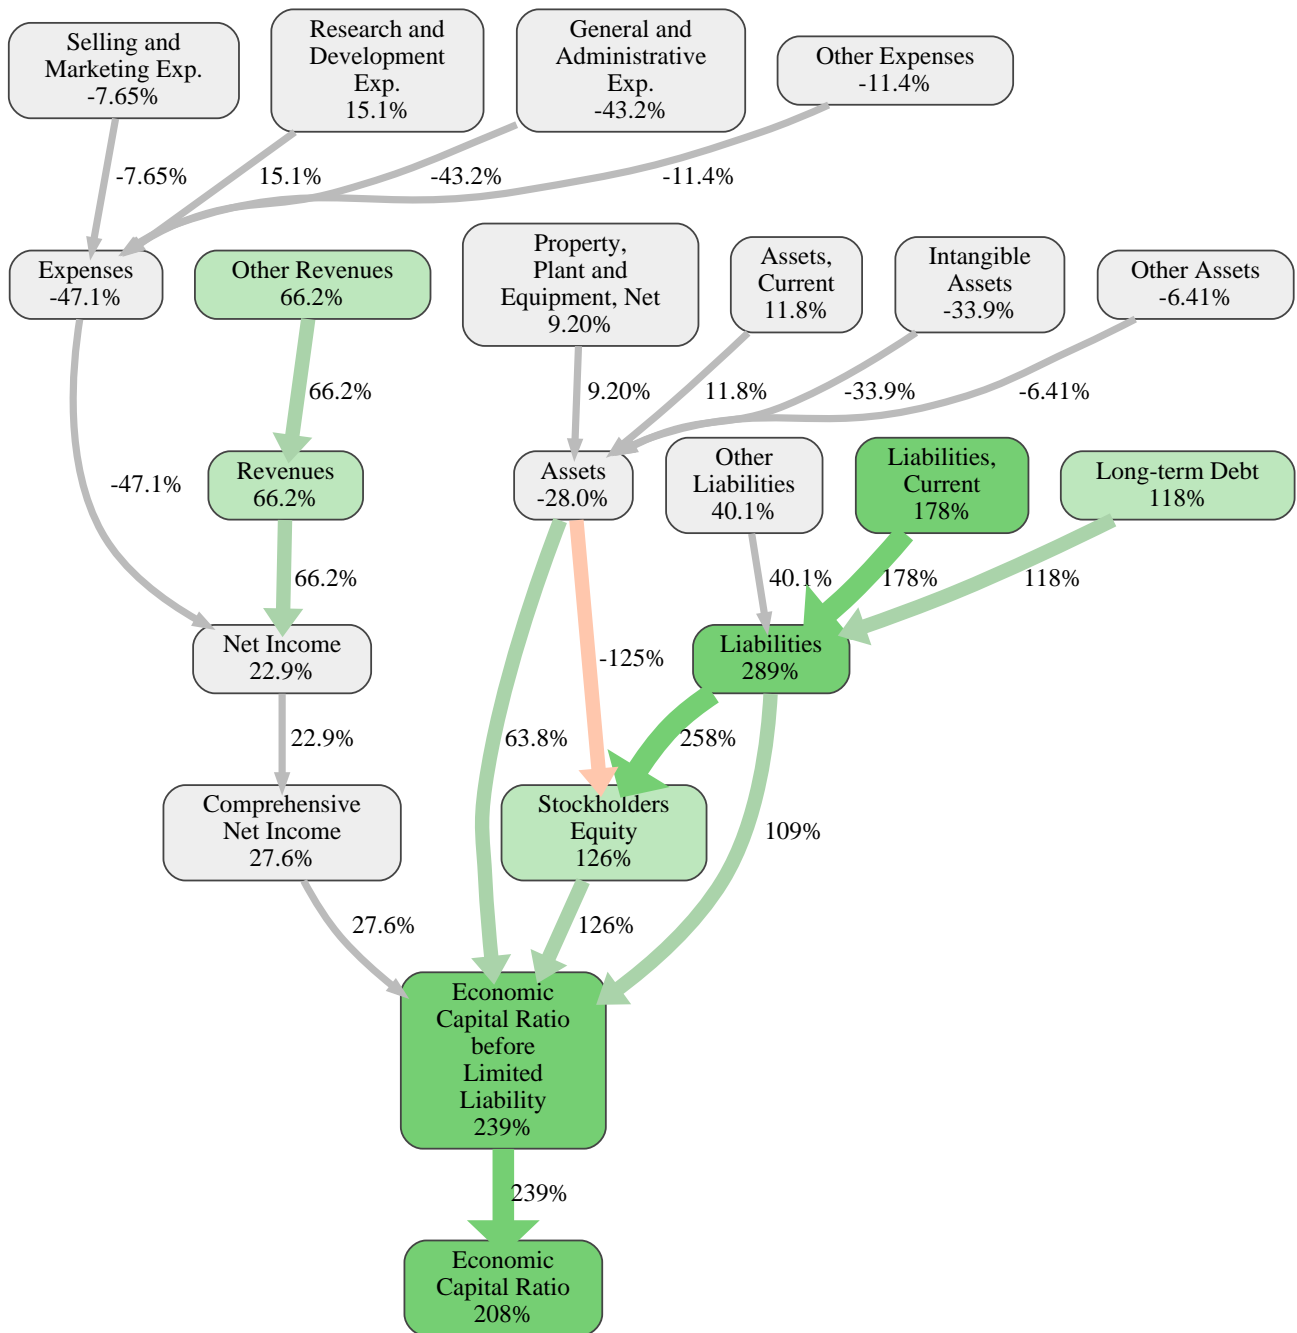 Selling and
Marketing Exp.
-7.65%
Research and
Development
Exp.
15.1%
General and
Administrative
Exp.
-43.2%
Other Expenses
-11.4%
-7.65%
15.1%
-43.2%
-11.4%
Expenses
-47.1%
Other Revenues
66.2%
Property,
Plant and
Equipment, Net
9.20%
Assets,
Current
11.8%
Intangible
Assets
-33.9%
Other Assets
-6.41%
66.2%
9.20%
11.8%
-33.9%
-6.41%
Revenues
66.2%
Assets
-28.0%
Other
Liabilities
40.1%
Liabilities,
Current
178%
Long-term Debt
118%
-47.1%
66.2%
40.1%
178%
118%
Net Income
22.9%
-125%
Liabilities
289%
22.9%
63.8%
258%
109%
Comprehensive
Net Income
27.6%
Stockholders
Equity
126%
27.6%
126%
Economic
Capital Ratio
before
Limited
Liability
239%
239%
Economic
Capital Ratio
208%